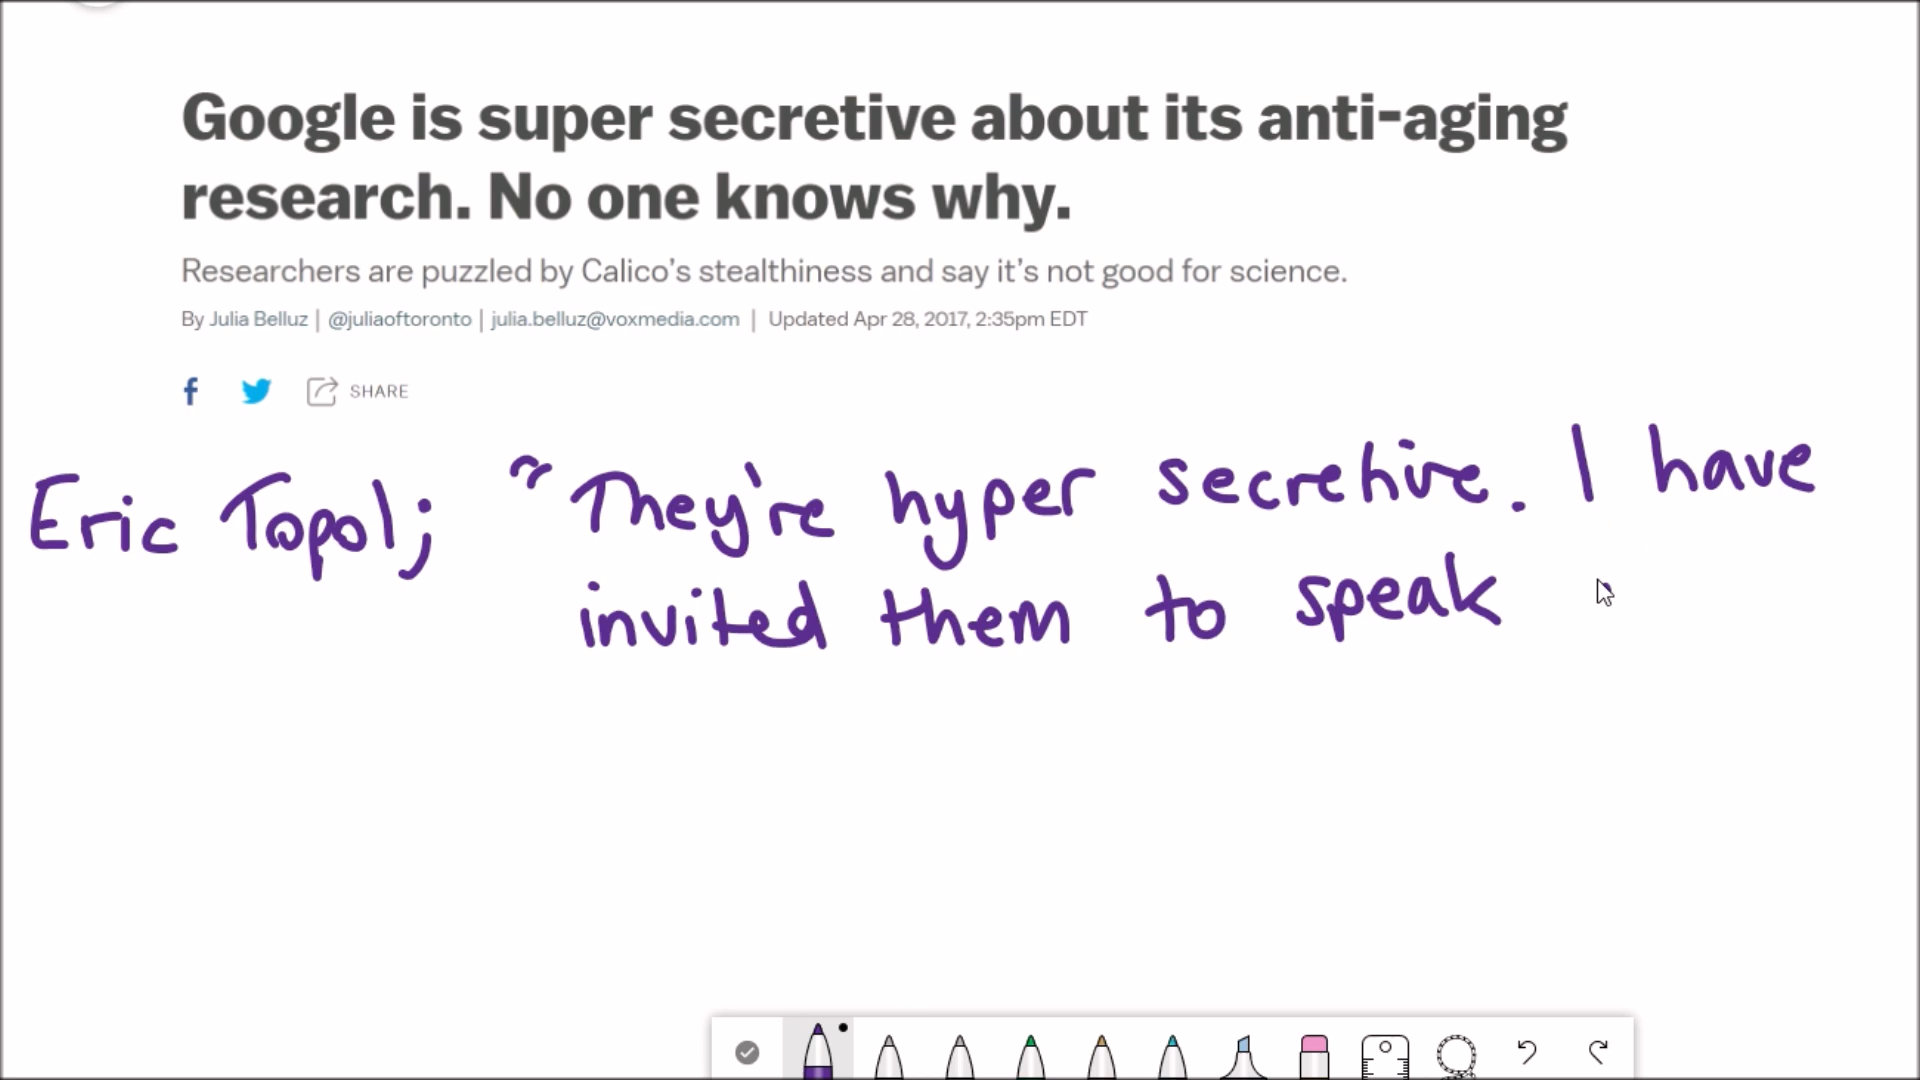 Google is super secretive about its anti-aging
research. No one knows why.
Researchers are puzzled by Calico's stealthiness and say it's not good for science.
By Julia Belluz | @juliaoftoronto | julia.belluz@voxmedia.com | Updated Apr 28, 2017, 2:35pm EDT
SHARE
Eric Topol; "They're hyper secretive. I have
invited them to speak